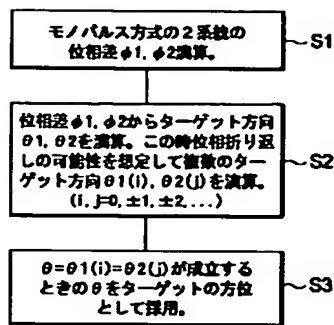 モノパルス方式の2系統の
位相差φ1,φ2演算。
S1
位相差φ1,φ2からターゲット方向
θ1,θ2を演算。この時位相折り返
しの可能性を想定して複数のター
ゲット方向θ1(i),θ2(j)を演算。
(i,j=0,±1,±2,...)
S2
θ=θ1(i)=θ2(j)が成立する
ときのθをターゲットの方位
として採用。
S3